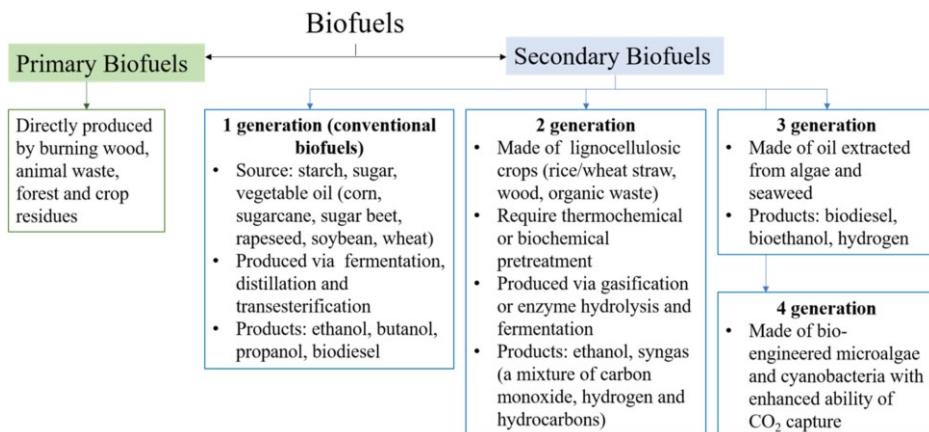 Biofuels
Primary Biofuels
Secondary Biofuels
Directly produced
by burning wood,
animal waste,
forest and crop
residues
1 generation (conventional
biofuels)
• Source: starch, sugar,
vegetable oil (corn,
sugarcane, sugar beet,
rapeseed, soybean, wheat)
• Produced via fermentation,
distillation and
transesterification
• Products: ethanol, butanol,
propanol, biodiesel
2 generation
• Made of lignocellulosic
crops (rice/wheat straw,
wood, organic waste)
• Require thermochemical
or biochemical
pretreatment
• Produced via gasification
or enzyme hydrolysis and
fermentation
• Products: ethanol, syngas
(a mixture of carbon
monoxide, hydrogen and
hydrocarbons)
3 generation
• Made of oil extracted
from algae and
seaweed
• Products: biodiesel,
bioethanol, hydrogen
4 generation
• Made of bio-
engineered microalgae
and cyanobacteria with
enhanced ability of
CO₂ capture